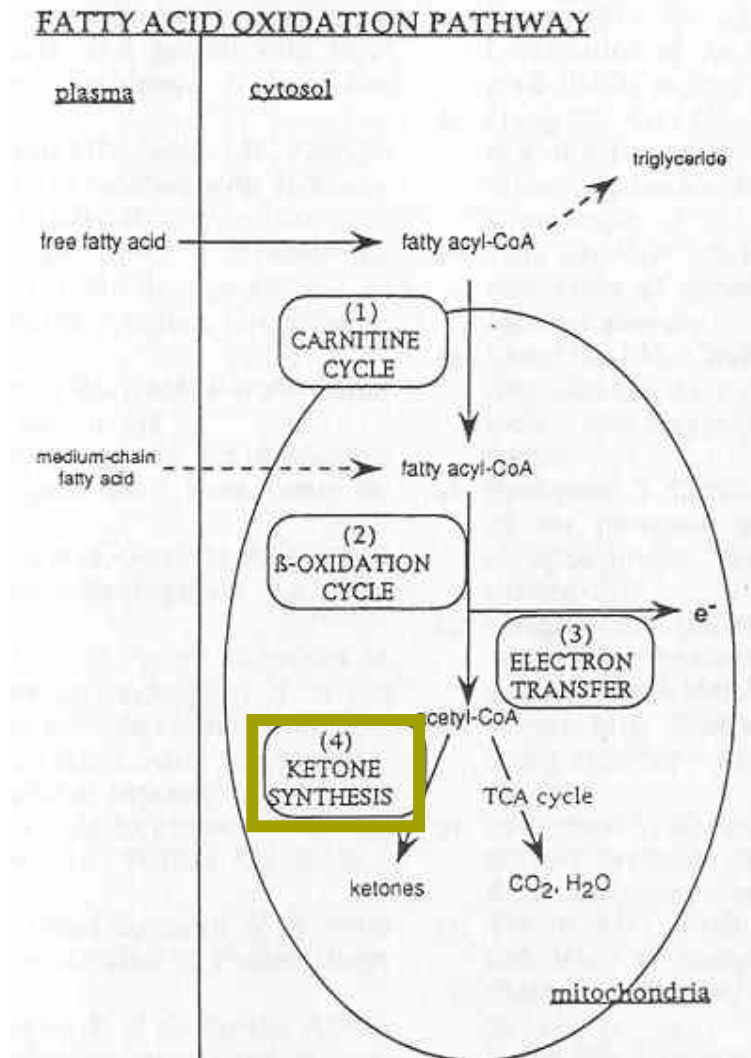 FATTY ACID OXIDATION PATHWAY
plasma
cytosol
triglyceride
free fatty acid
fatty acyl-CoA
(1)
CARNITINE
CYCLE
medium-chain
fatty acid
fatty acyl-CoA
(2)
ß-OXIDATION
CYCLE
e-
(3)
ELECTRON
TRANSFER
acetyl-CoA
(4)
KETONE
SYNTHESIS
TCA cycle
ketones
CO2, H2O
mitochondria